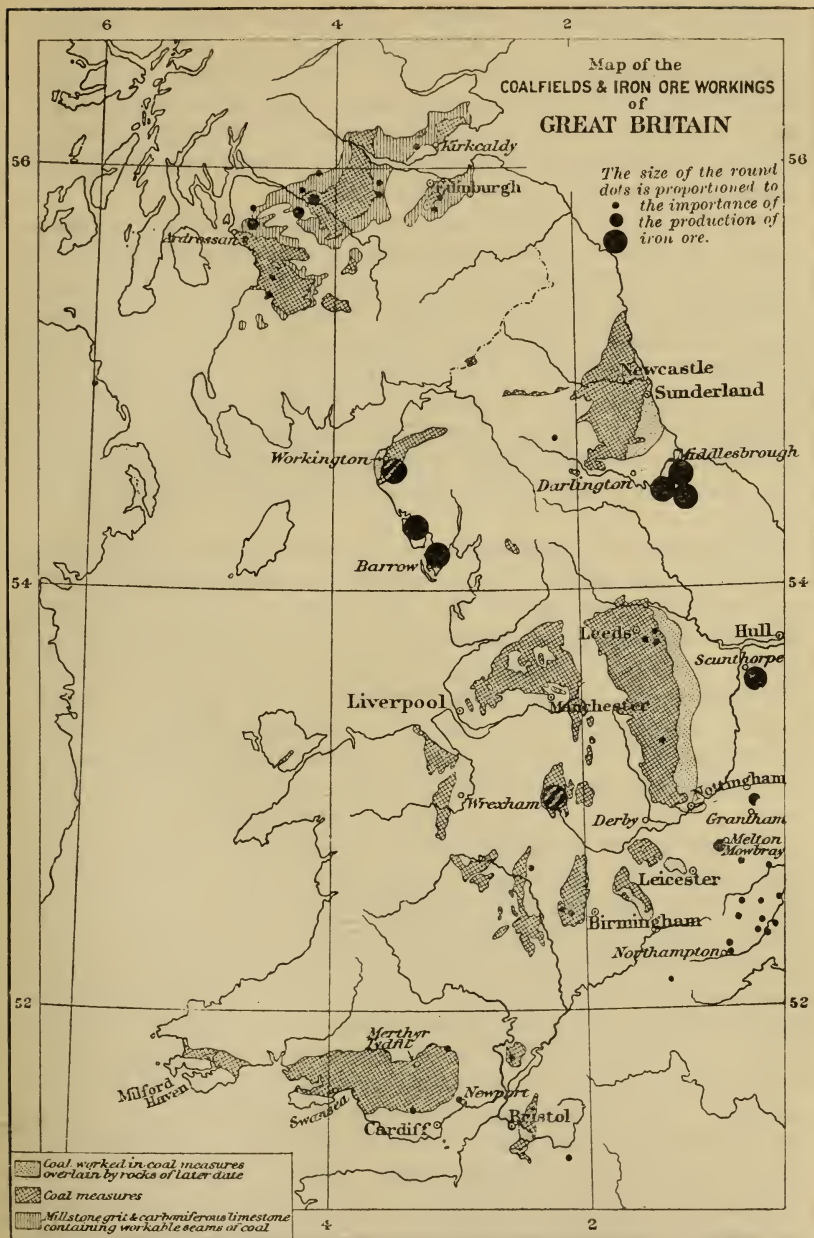 6 4 2
Map of the
COALFIELDS & IRON ORE WORKINGS
of
GREAT BRITAIN
56 56
The size of the round
dots is proportioned to
the importance of
the production of
iron ore.
Kirkcaldy
Edinburgh
Ardrossan
Newcastle
Sunderland
Workington
Middlesbrough
Darlington
Barrow
54 54
Leeds
Hull
Scunthorpe
Liverpool
Manchester
Nottingham
Wrexham
Derby
Grantham
Melton
Mowbray
Leicester
Birmingham
Northampton
52 52
Merthyr
Tydfil
Milford
Haven
Swansea
Newport
Cardiff
Bristol
Coal worked in coal measures
overlain by rocks of later date
Coal measures
Millstone grit & carboniferous limestone
containing workable seams of coal
4 2